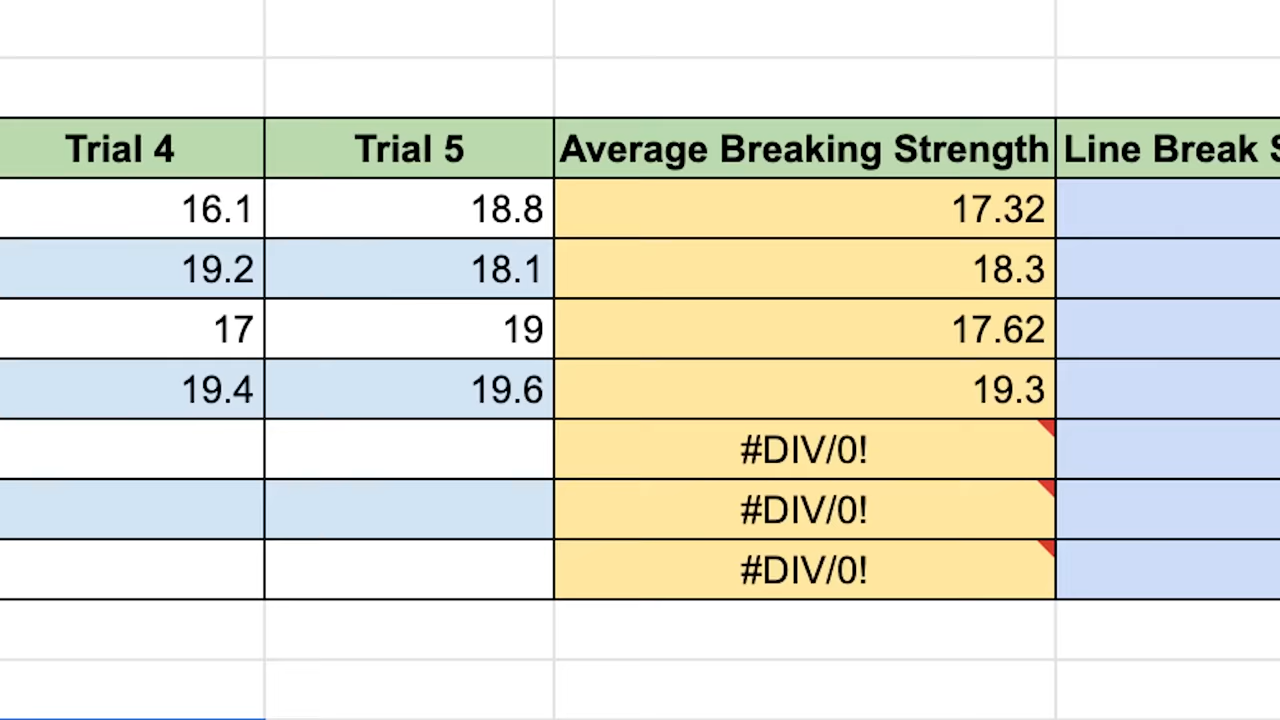 Trial 4 Trial 5 Average Breaking Strength Line Break
16.1 18.8 17.32
19.2 18.1 18.3
17 19 17.62
19.4 19.6 19.3
#DIV/0!
#DIV/0!
#DIV/0!